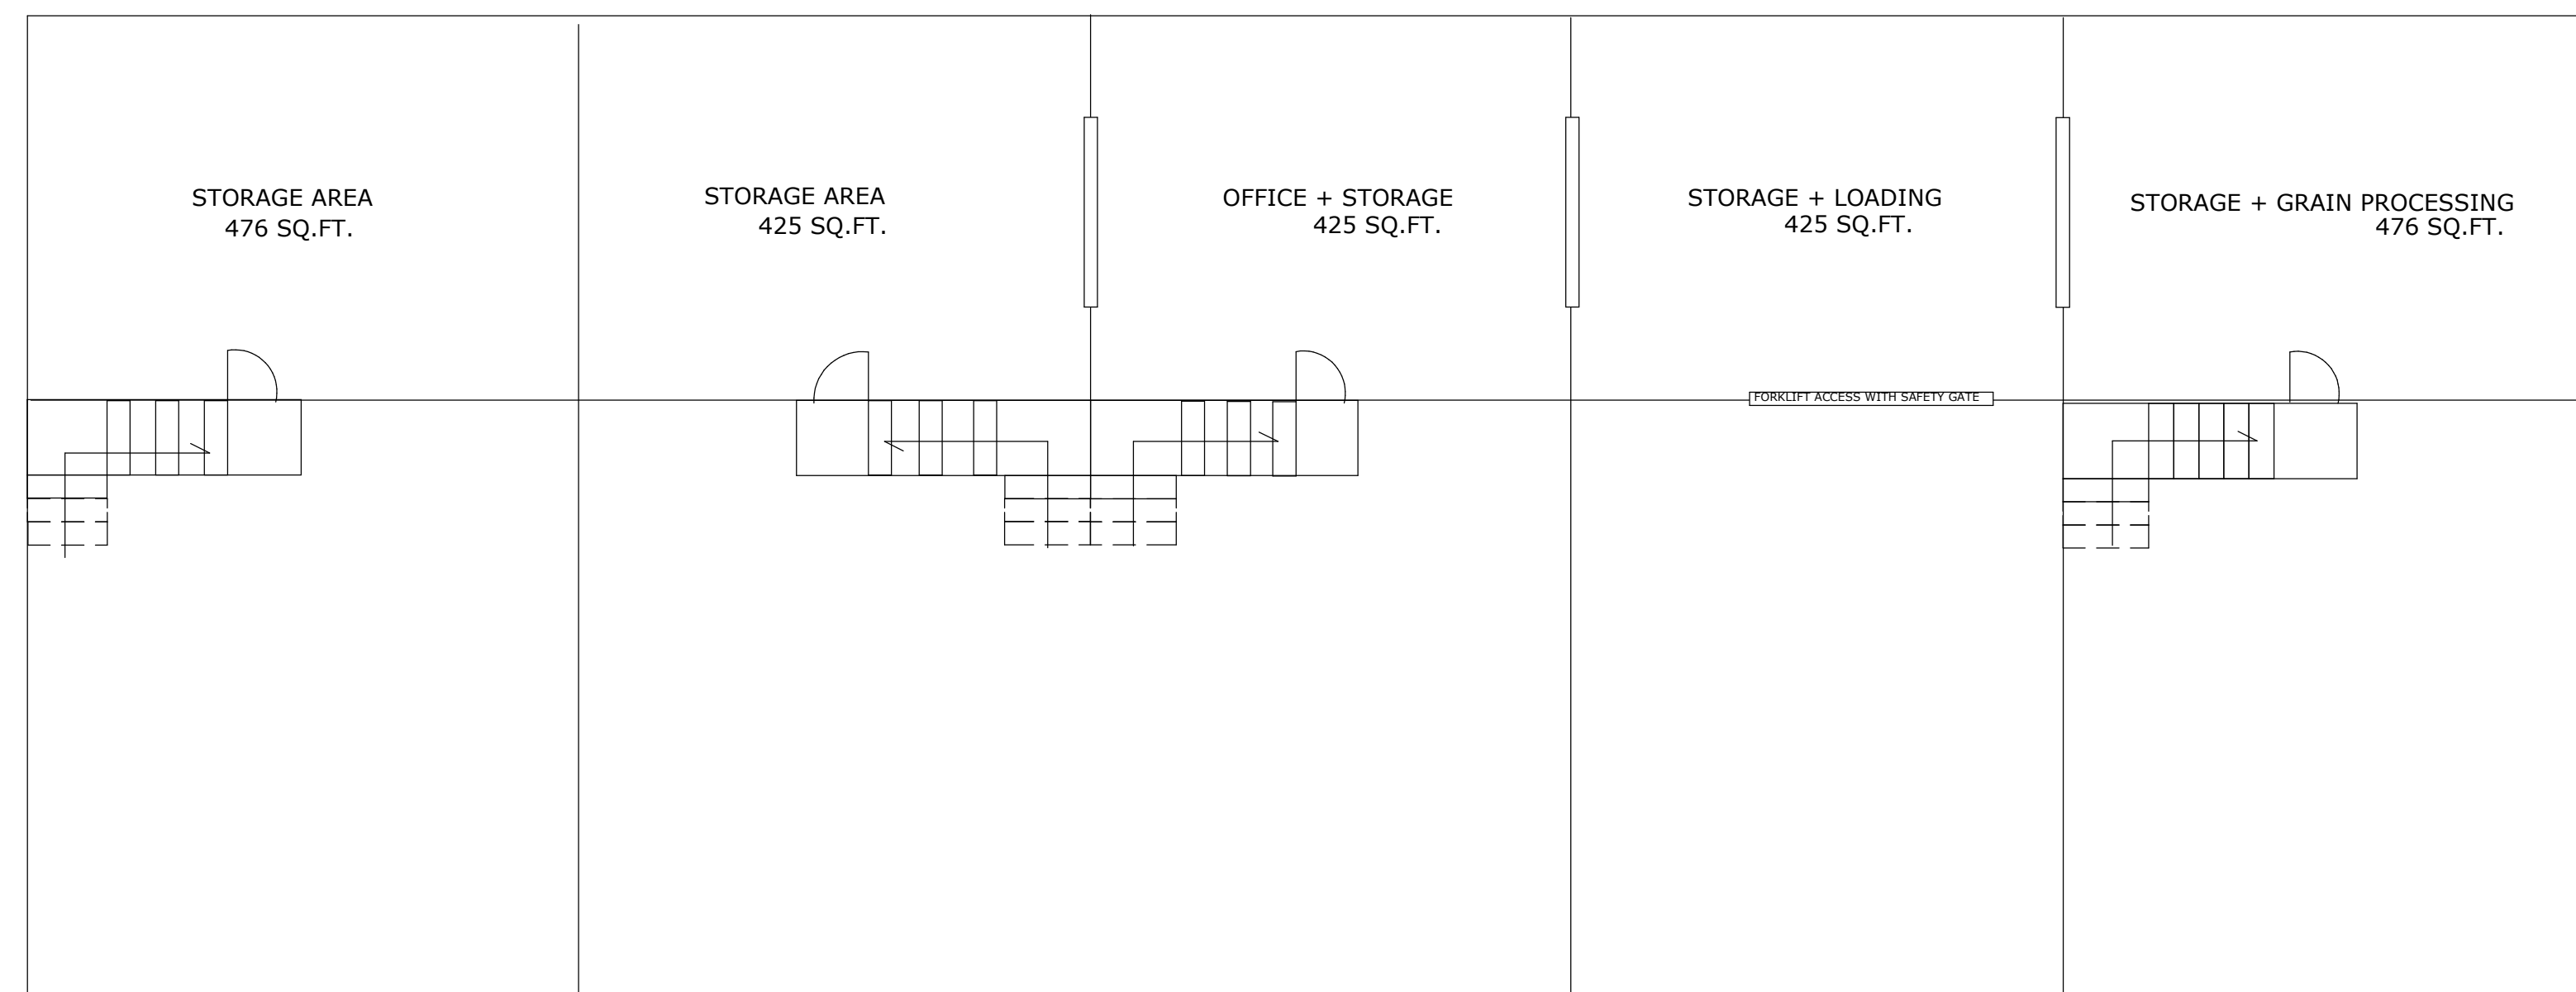 STORAGE AREA
476 SQ.FT.
STORAGE AREA
425 SQ.FT.
OFFICE + STORAGE
425 SQ.FT.
STORAGE + LOADING
425 SQ.FT.
STORAGE + GRAIN PROCESSING
476 SQ.FT.
FORKLIFT ACCESS WITH SAFETY GATE